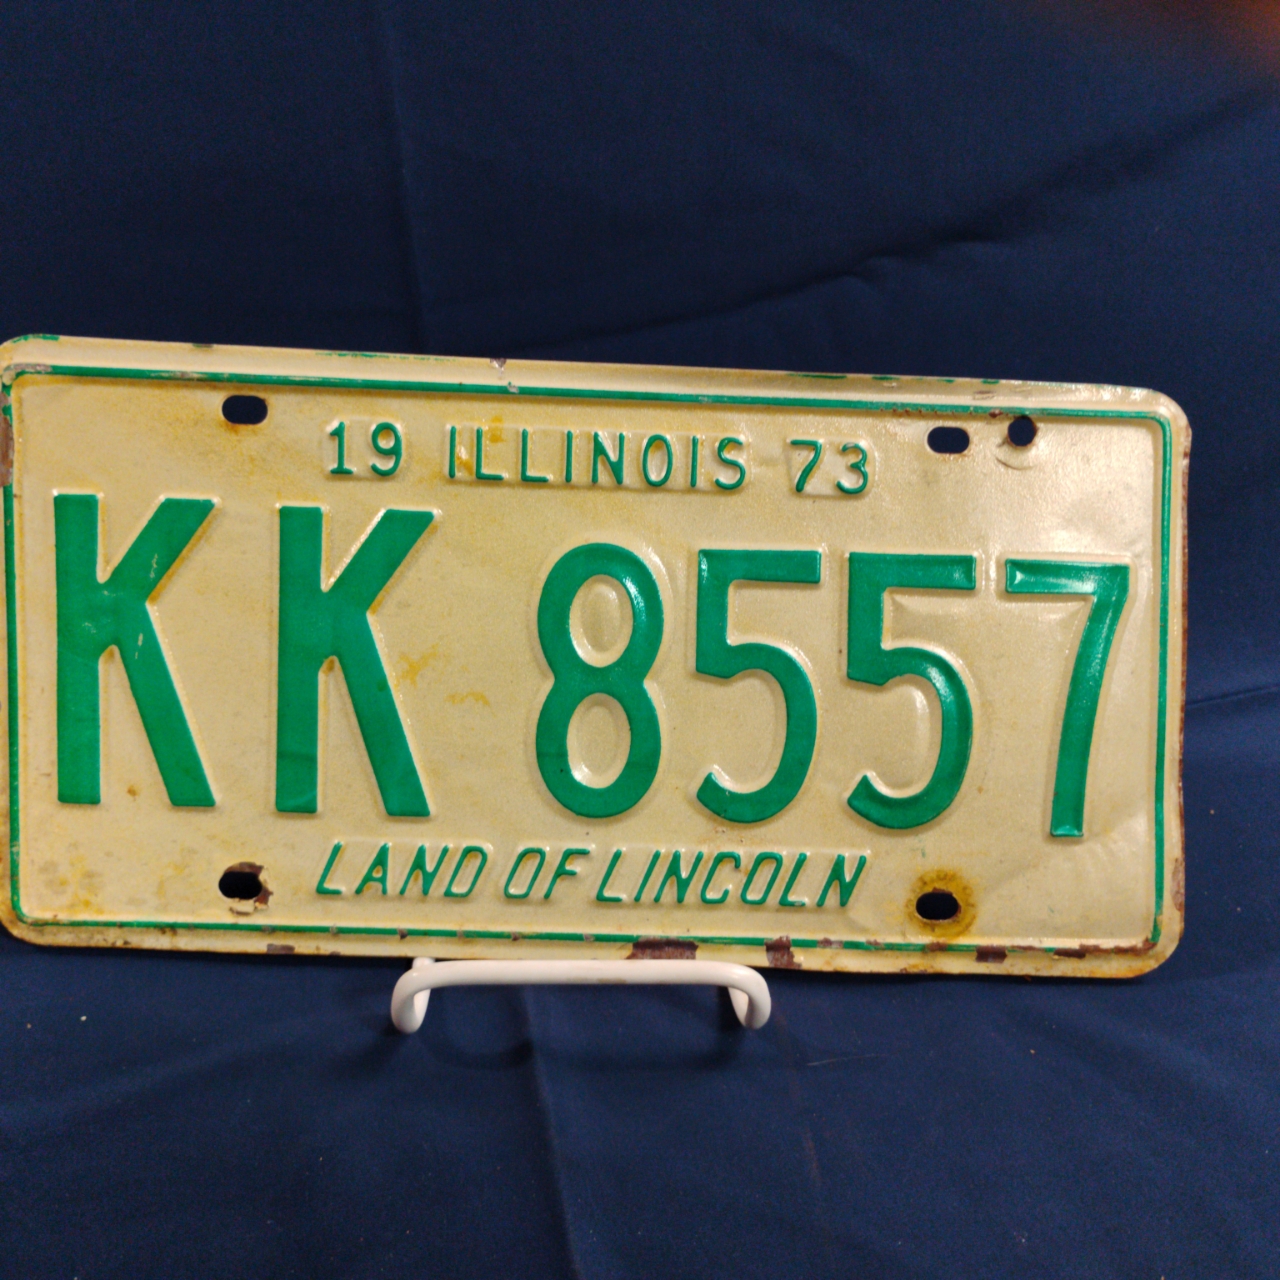 19 ILLINOIS 73
KK 8557
LAND OF LINCOLN